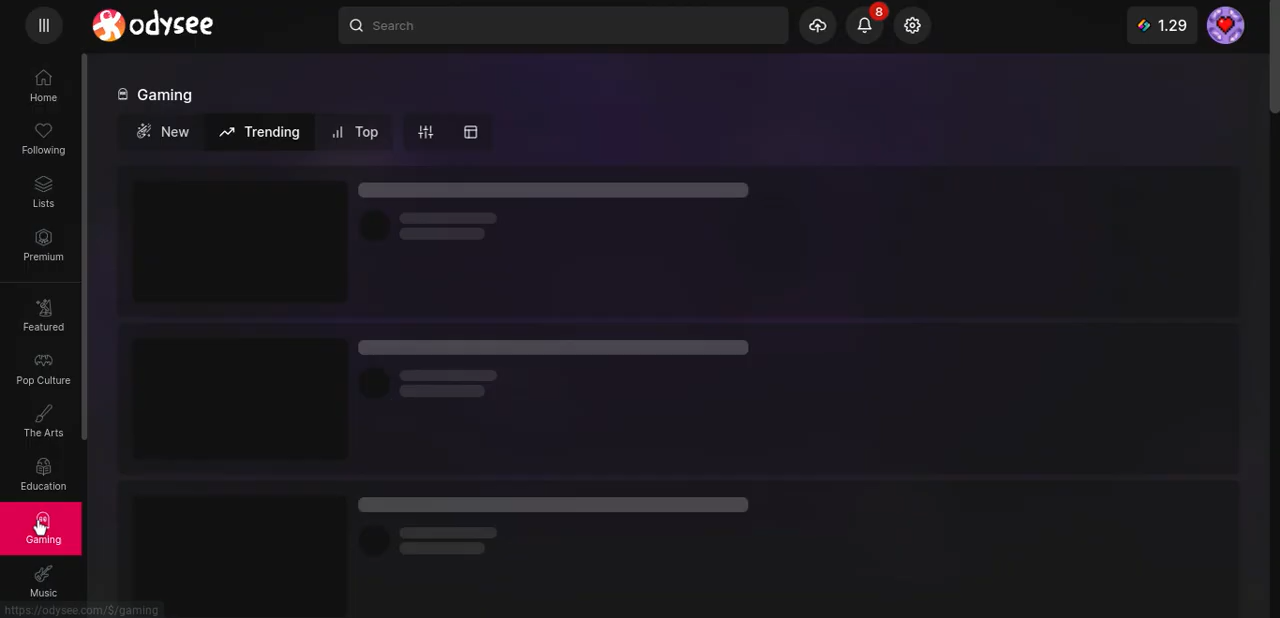 odysee
Search
8
1.29
Home
Following
Lists
Premium
Featured
Pop Culture
The Arts
Education
Gaming
Music
Gaming
New
Trending
Top
https://odysee.com/$/gaming